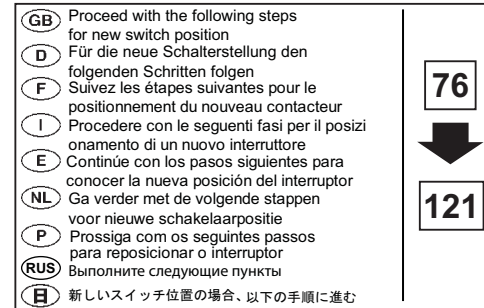 GB Proceed with the following steps
for new switch position
D Für die neue Schalterstellung den
folgenden Schritten folgen
F Suivez les étapes suivantes pour le
positionnement du nouveau contacteur
I Procedere con le seguenti fasi per il posizi
onamento di un nuovo interruttore
E Continúe con los pasos siguientes para
conocer la nueva posición del interruptor
NL Ga verder met de volgende stappen
voor nieuwe schakelaarpositie
P Prossiga com os seguintes passos
para reposicionar o interruptor
RUS Выполните следующие пункты
日 新しいスイッチ位置の場合、以下の手順に進む
76
121